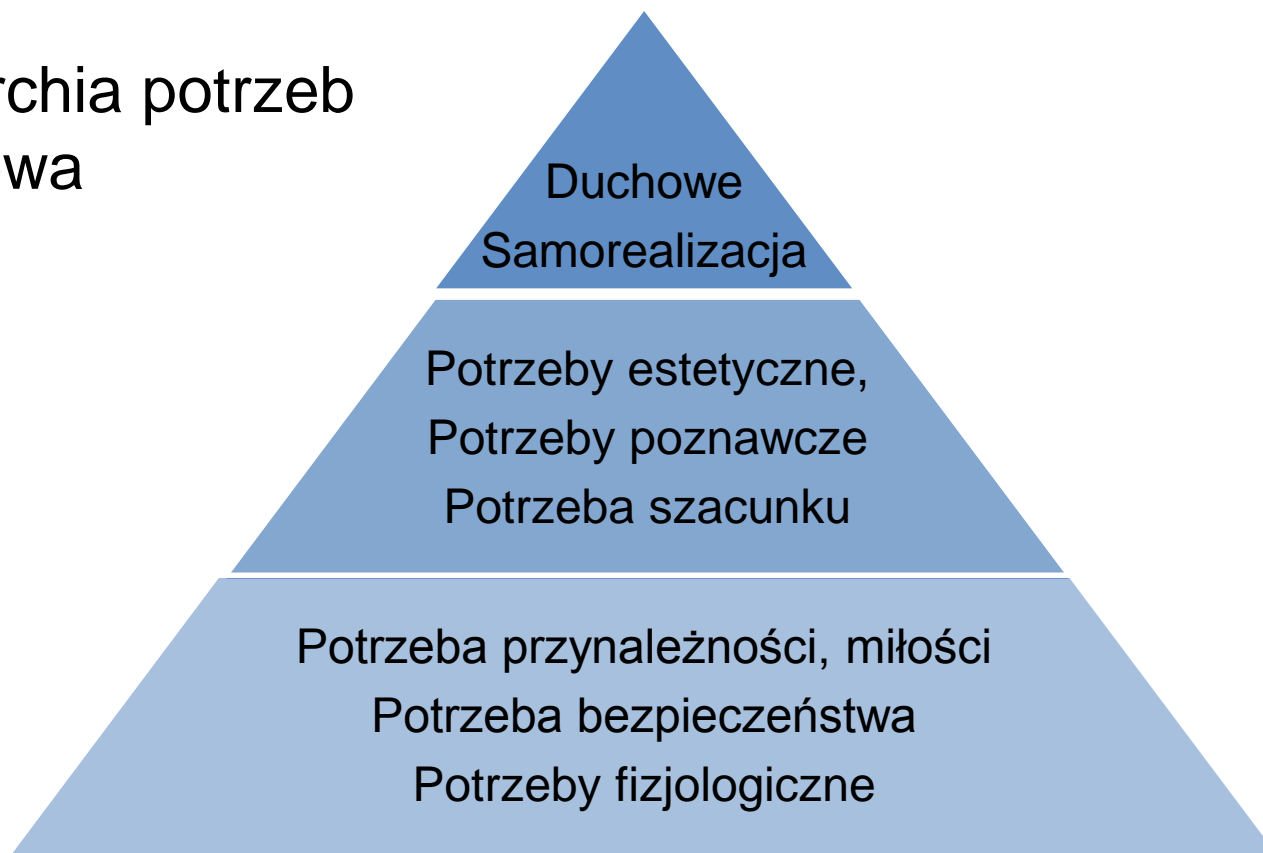 rchia potrzeb
wa
Duchowe
Samorealizacja
Potrzeby estetyczne,
Potrzeby poznawcze
Potrzeba szacunku
Potrzeba przynależności, miłości
Potrzeba bezpieczeństwa
Potrzeby fizjologiczne